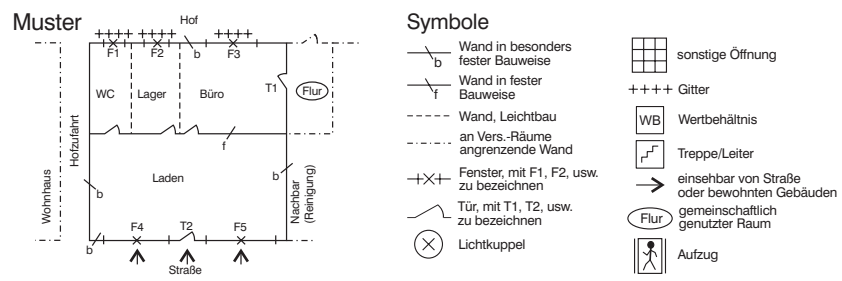 Muster
Hof
F1
F2
b
F3
T1
WC
Lager
Büro
Flur
f
Hofzufahrt
Wohnhaus
Laden
b
b
Nachbar
(Reinigung)
b
F4
T2
F5
Straße
Symbole
b
Wand in besonders
fester Bauweise
f
Wand in fester
Bauweise
Wand, Leichtbau
an Vers.-Räume
angrenzende Wand
Fenster, mit F1, F2, usw.
zu bezeichnen
Tür, mit T1, T2, usw.
zu bezeichnen
Lichtkuppel
sonstige Öffnung
Gitter
WB
Wertbehältnis
Treppe/Leiter
einsehbar von Straße
oder bewohnten Gebäuden
Flur
gemeinschaftlich
genutzter Raum
Aufzug